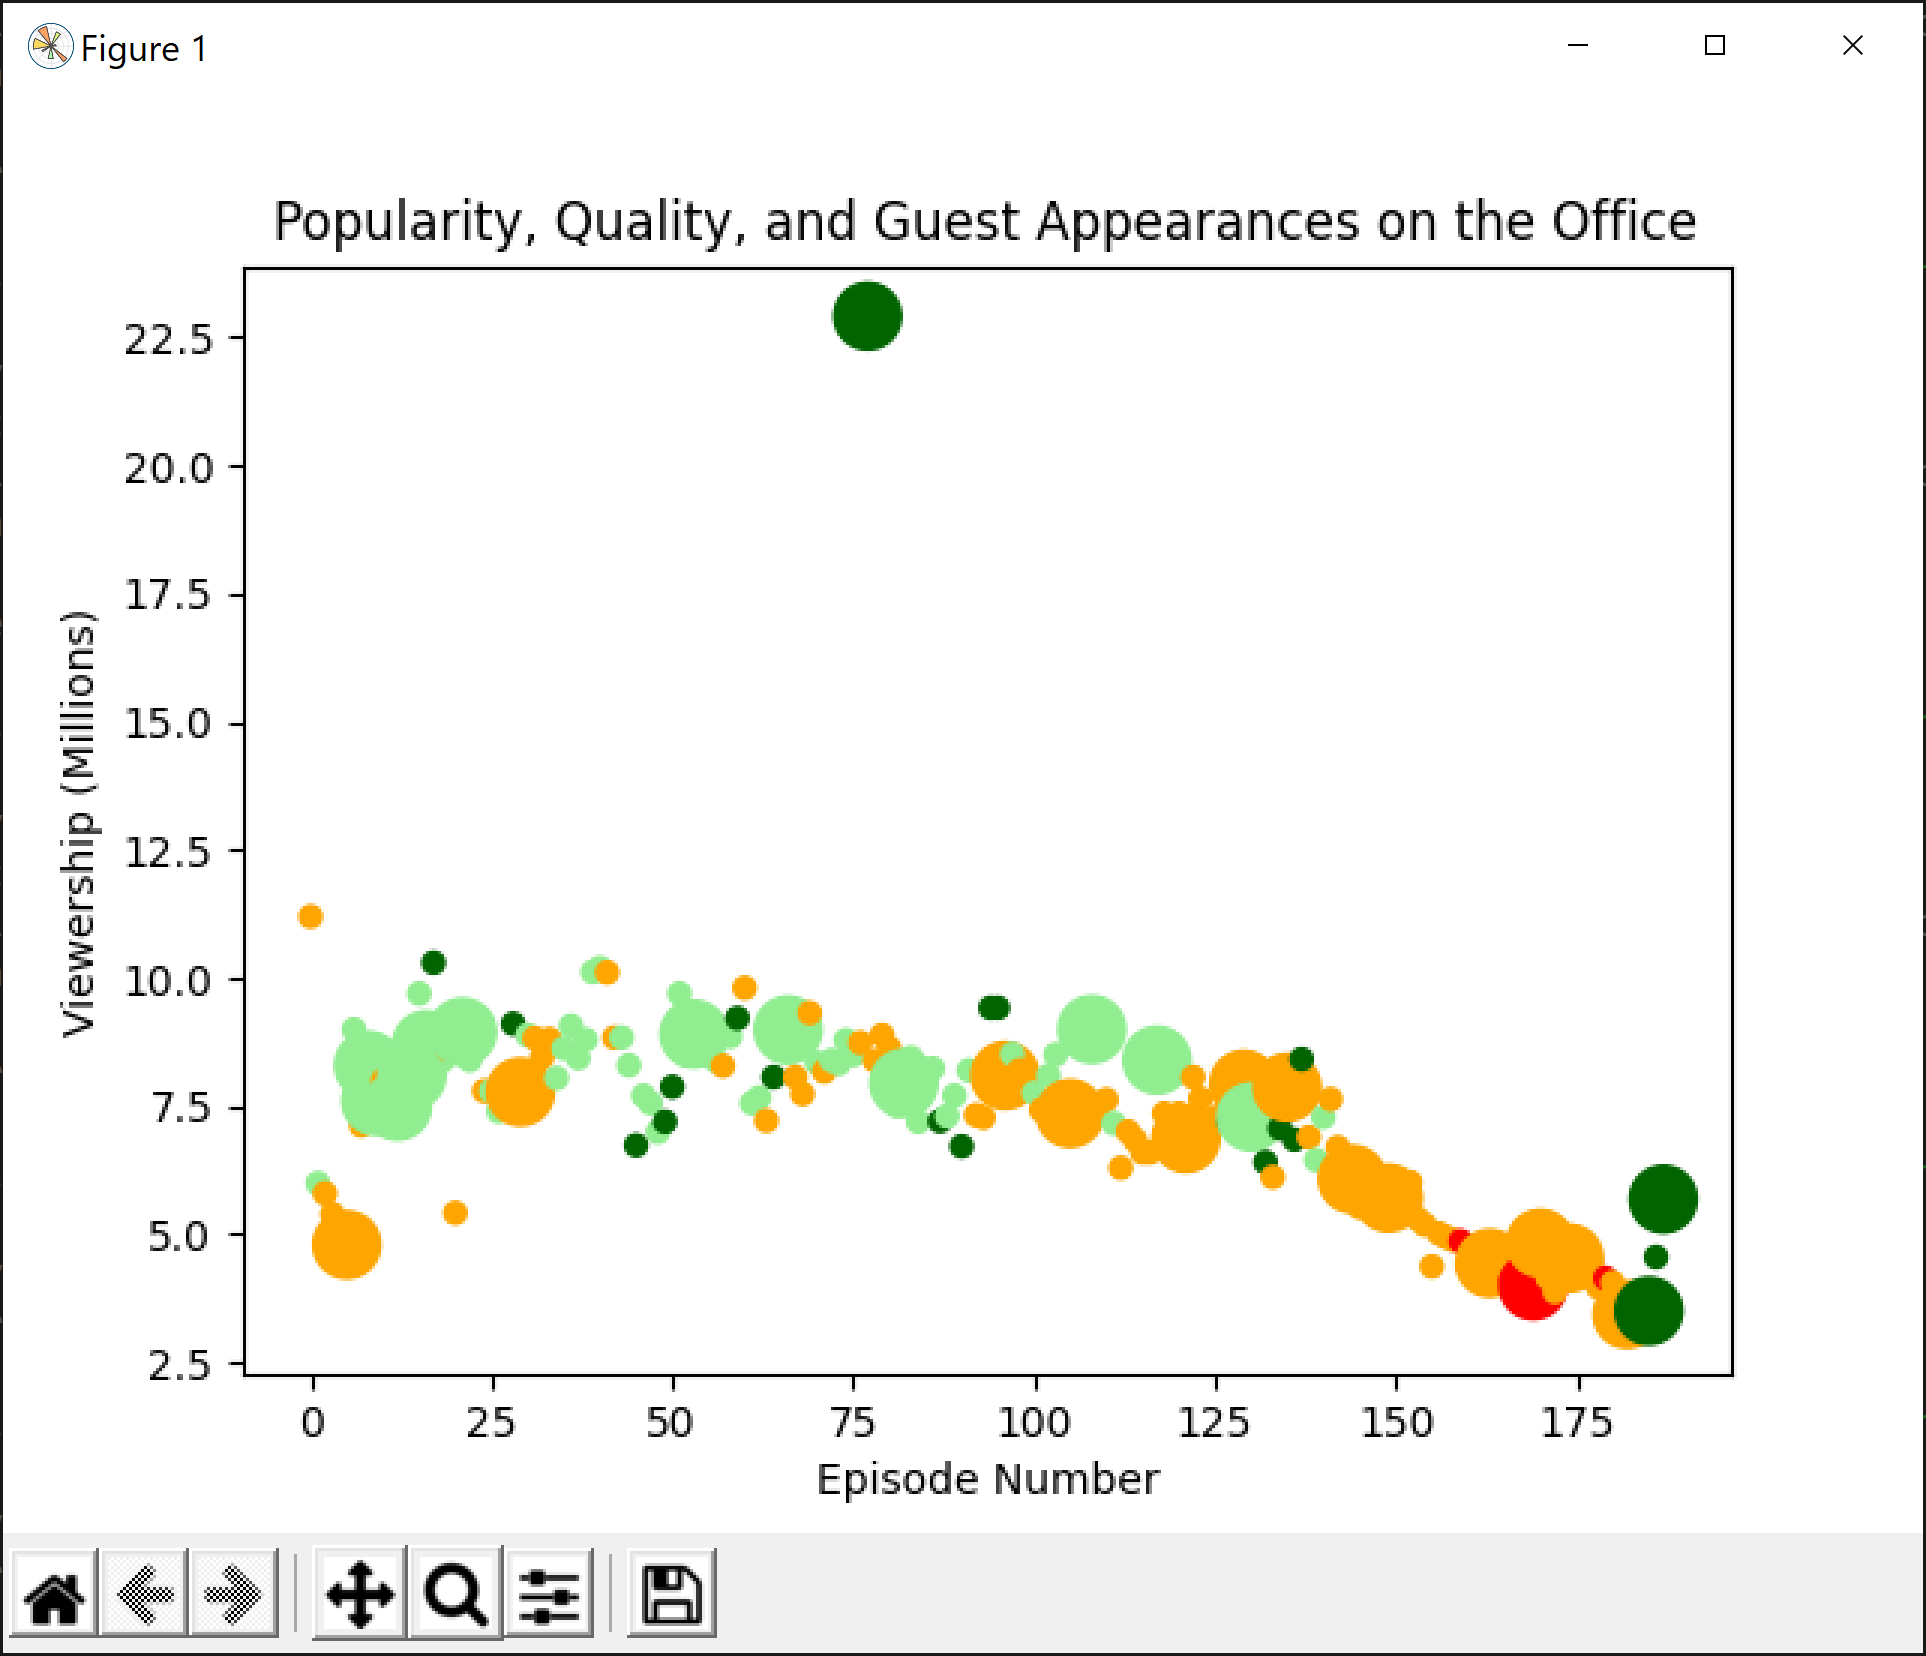 Figure 1
Popularity, Quality, and Guest Appearances on the Office
22.5
20.0
17.5
15.0
12.5
10.0
7.5
5.0
2.5
Viewership (Millions)
0 25 50 75 100 125 150 175
Episode Number